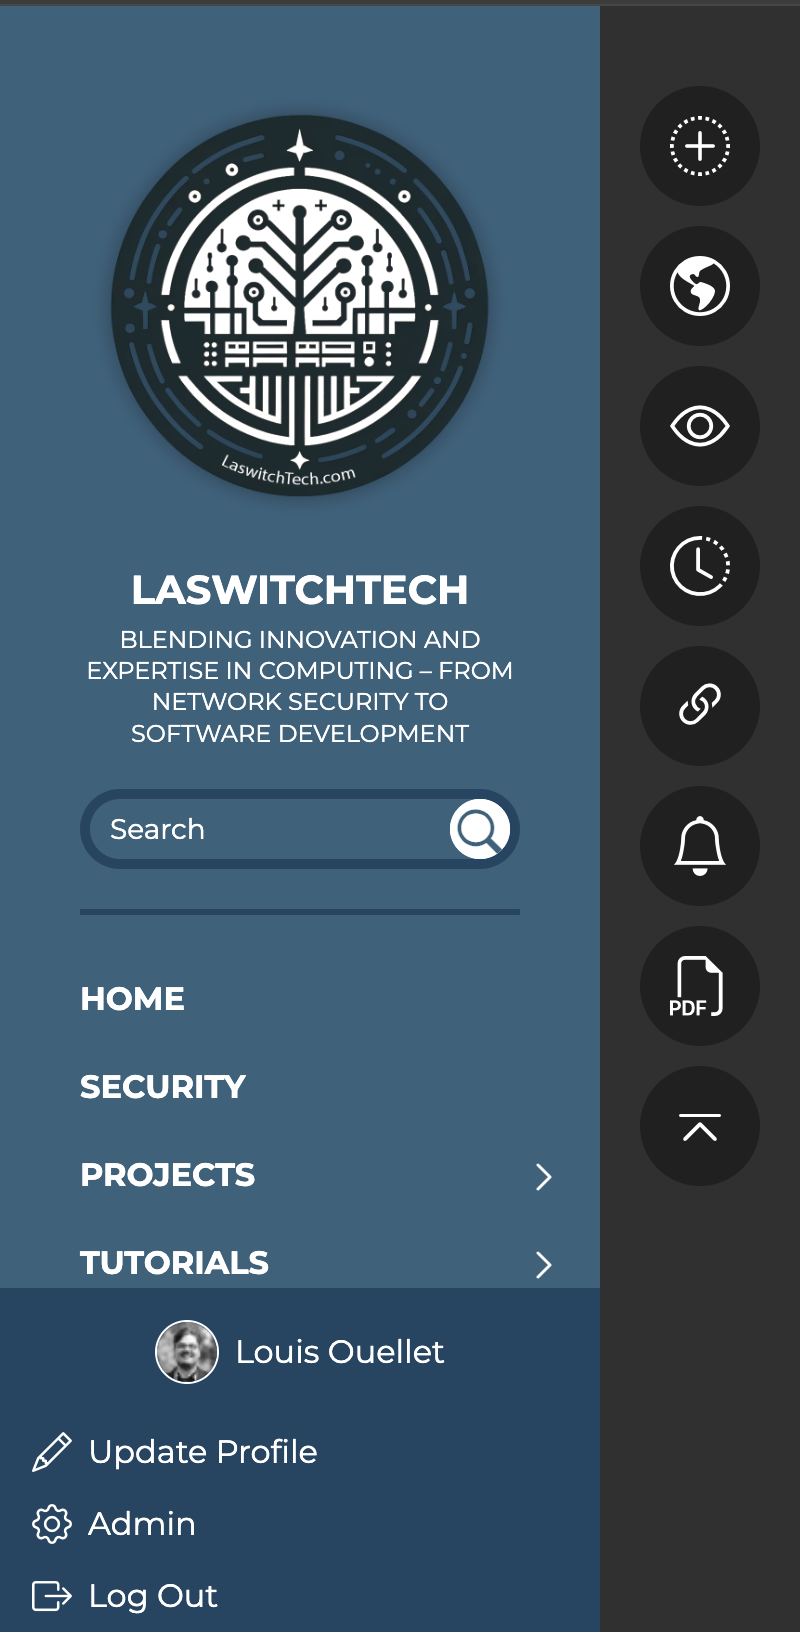 LaswitchTech.com
LASWITCHTECH
BLENDING INNOVATION AND
EXPERTISE IN COMPUTING – FROM
NETWORK SECURITY TO
SOFTWARE DEVELOPMENT
Search
HOME
SECURITY
PROJECTS
TUTORIALS
Louis Ouellet
Update Profile
Admin
Log Out
PDF